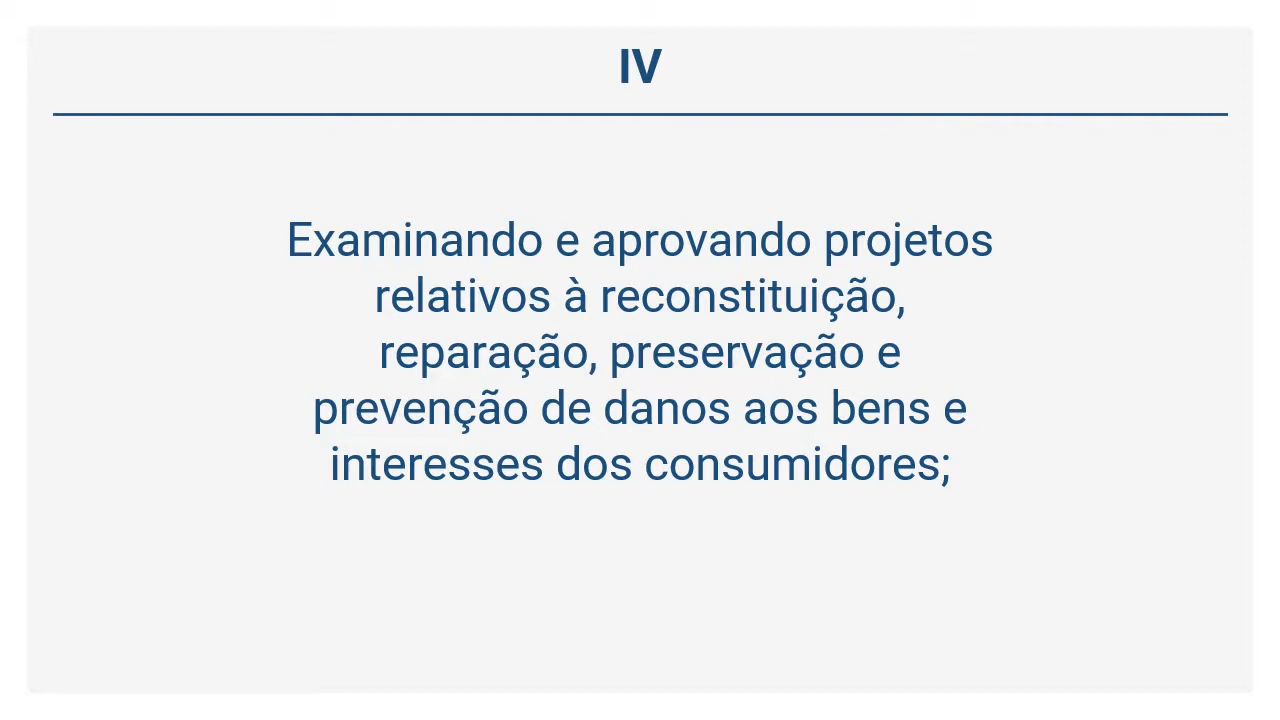 IV
Examinando e aprovando projetos
relativos à reconstituição,
reparação, preservação e
prevenção de danos aos bens e
interesses dos consumidores;